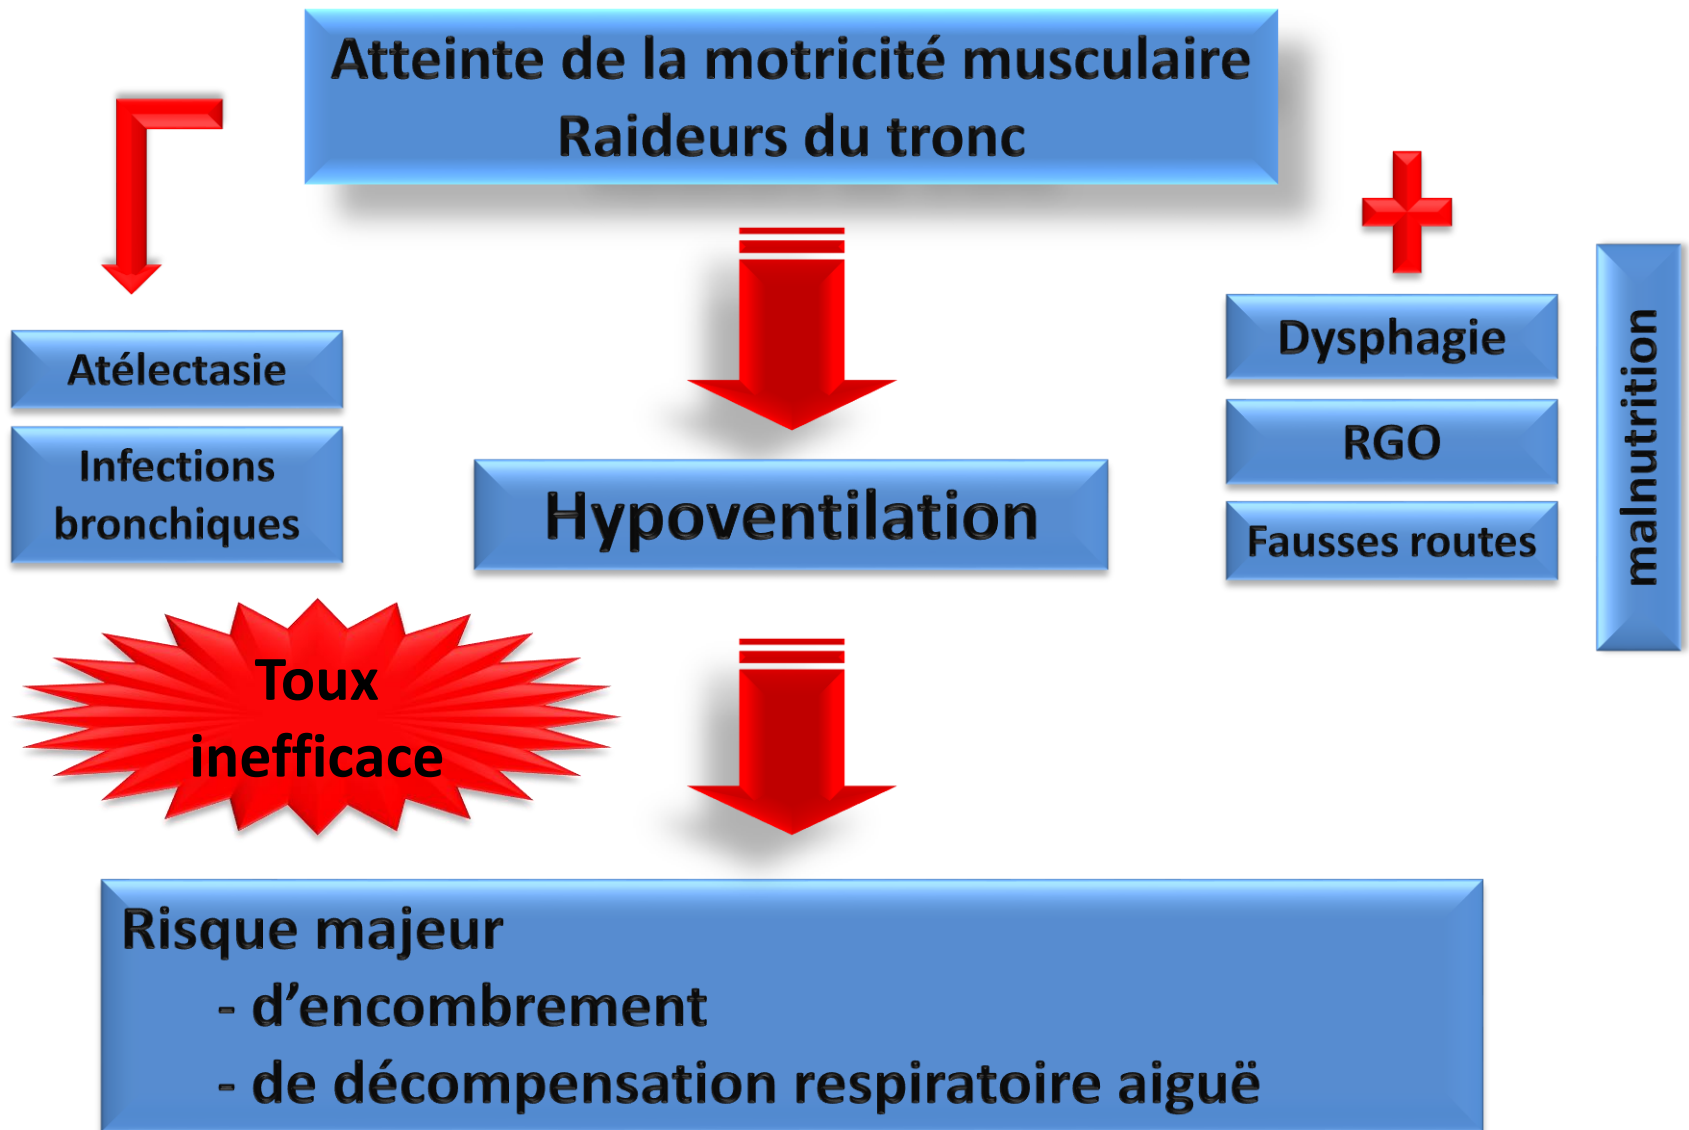 Atteinte de la motricité musculaire
Raideurs du tronc
Atélectasie
Infections
bronchiques
Hypoventilation
Dysphagie
RGO
Fausses routes
malnutrition
Toux
inefficace
Risque majeur
- d’encombrement
- de décompensation respiratoire aiguë